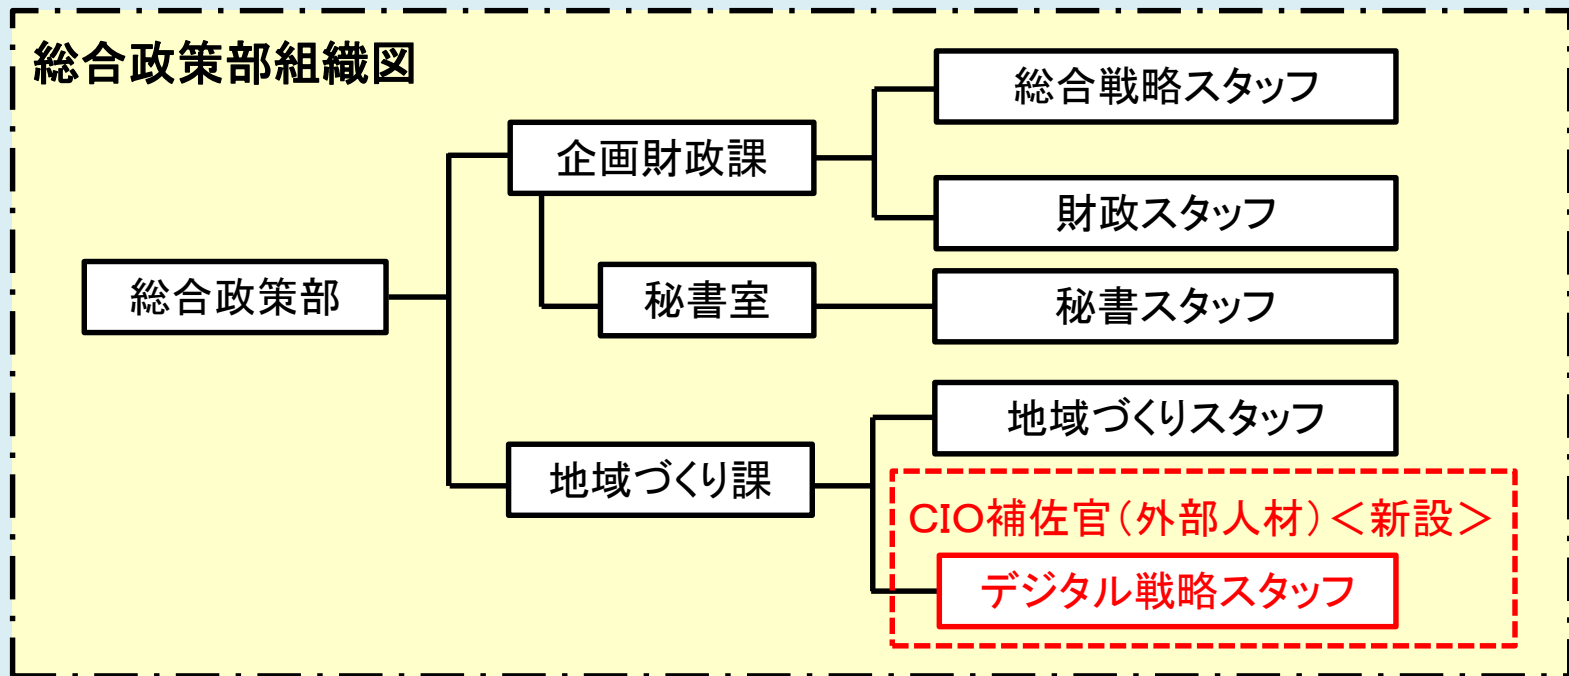 総合政策部組織図
総合政策部
企画財政課
総合戦略スタッフ
財政スタッフ
秘書室
秘書スタッフ
地域づくり課
地域づくりスタッフ
CIO補佐官（外部人材）＜新設＞
デジタル戦略スタッフ